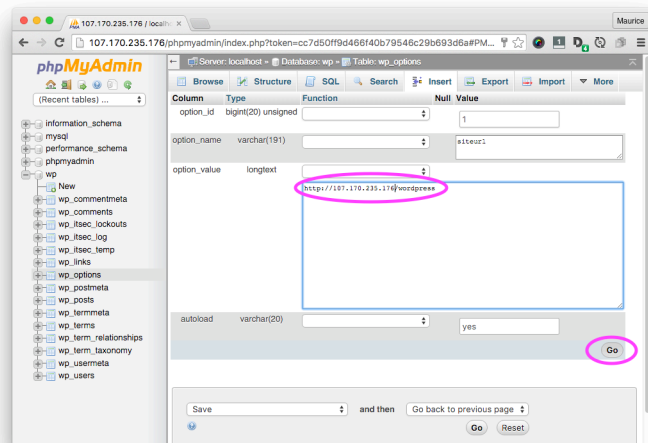 107.170.235.176 / localh
Maurice
107.170.235.176/phpmyadmin/index.php?token=cc7d50ff9d466f40b79546c29b693d6a#PM...
phpMyAdmin
Server: localhost » Database: wp » Table: wp_options
Browse Structure SQL Search Insert Export Import More
(Recent tables) ...
Column Type Function Null Value
option_id bigint(20) unsigned 1
option_name varchar(191) siteurl
option_value longtext
http://107.170.235.176/wordpress
autoload varchar(20) yes
Go
information_schema
mysql
performance_schema
phpmyadmin
wp
New
wp_commentmeta
wp_comments
wp_itsec_lockouts
wp_itsec_log
wp_itsec_temp
wp_links
wp_options
wp_postmeta
wp_posts
wp_termmeta
wp_terms
wp_term_relationships
wp_term_taxonomy
wp_usermeta
wp_users
Save and then Go back to previous page
Go Reset